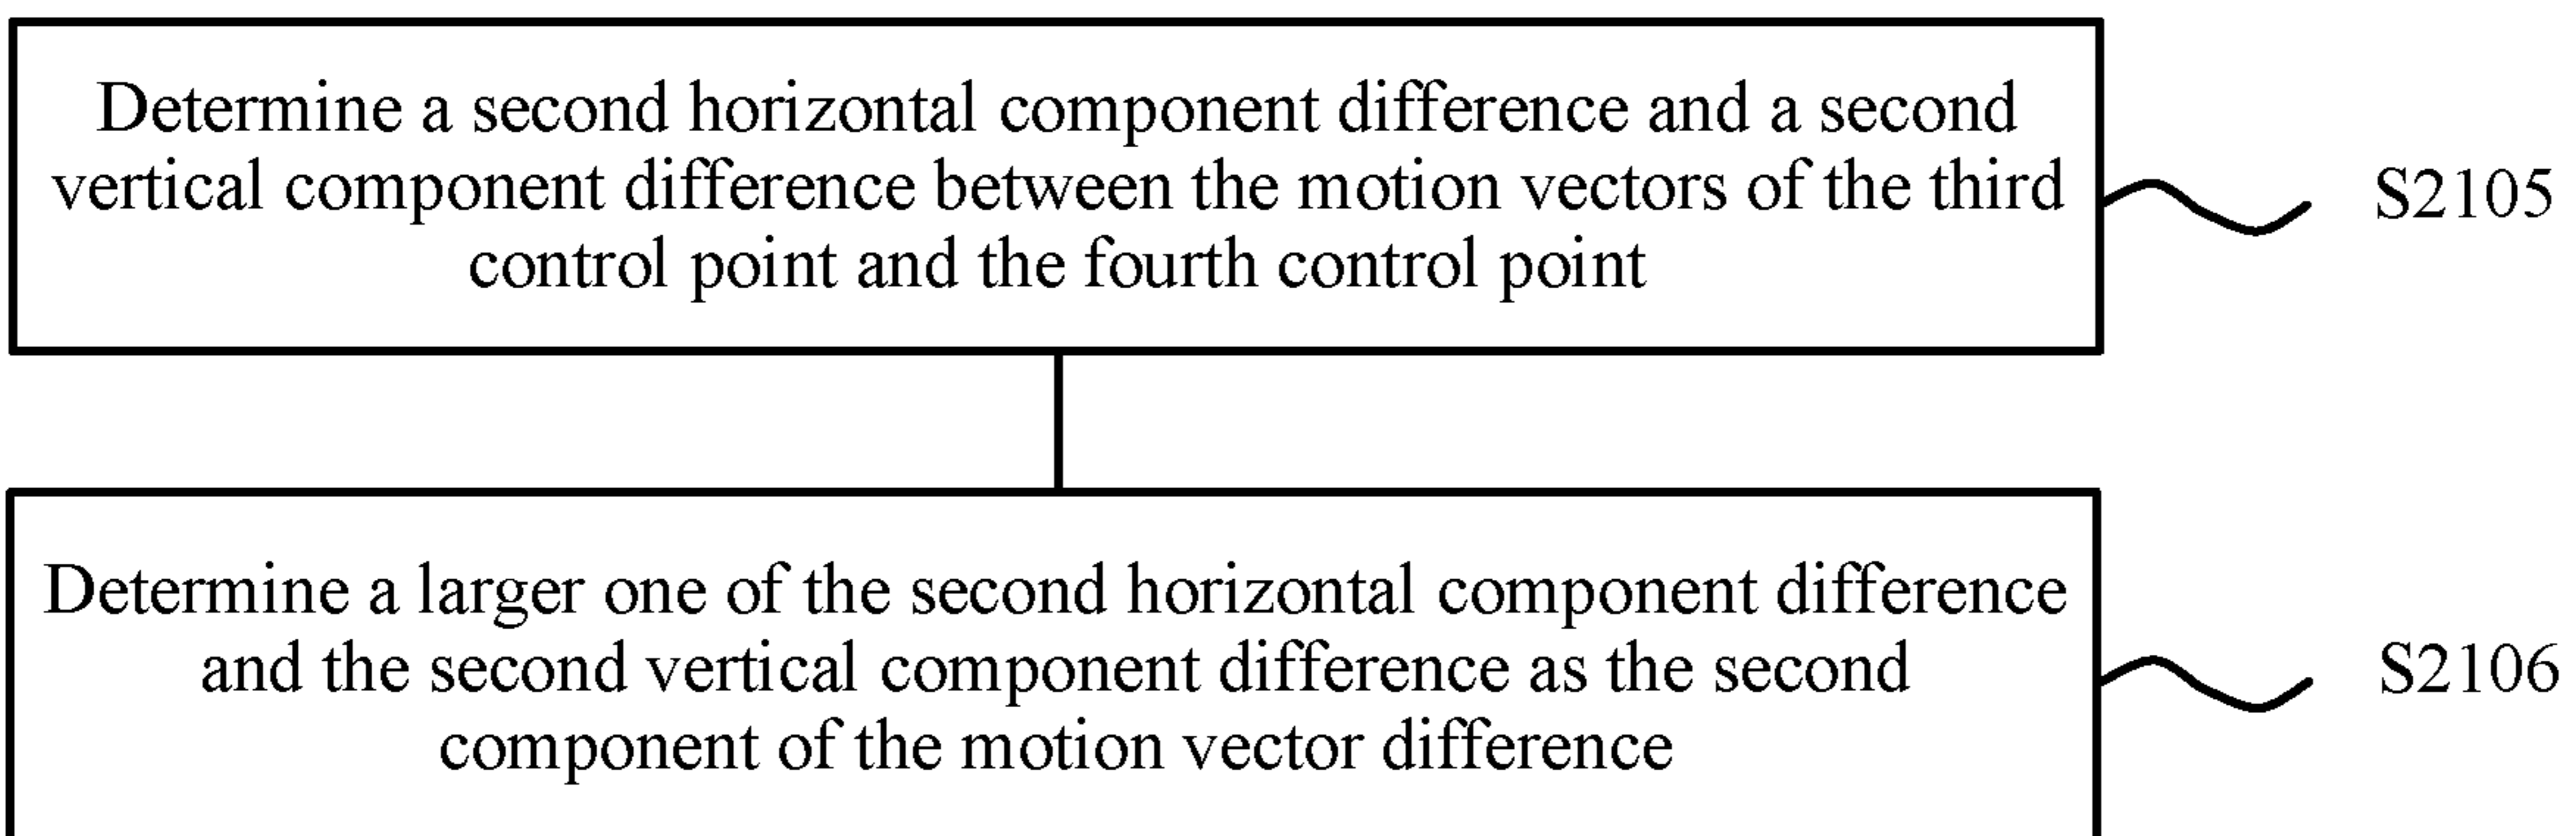 Determine a second horizontal component difference and a second
vertical component difference between the motion vectors of the third
control point and the fourth control point
S2105
Determine a larger one of the second horizontal component difference
and the second vertical component difference as the second
component of the motion vector difference
S2106